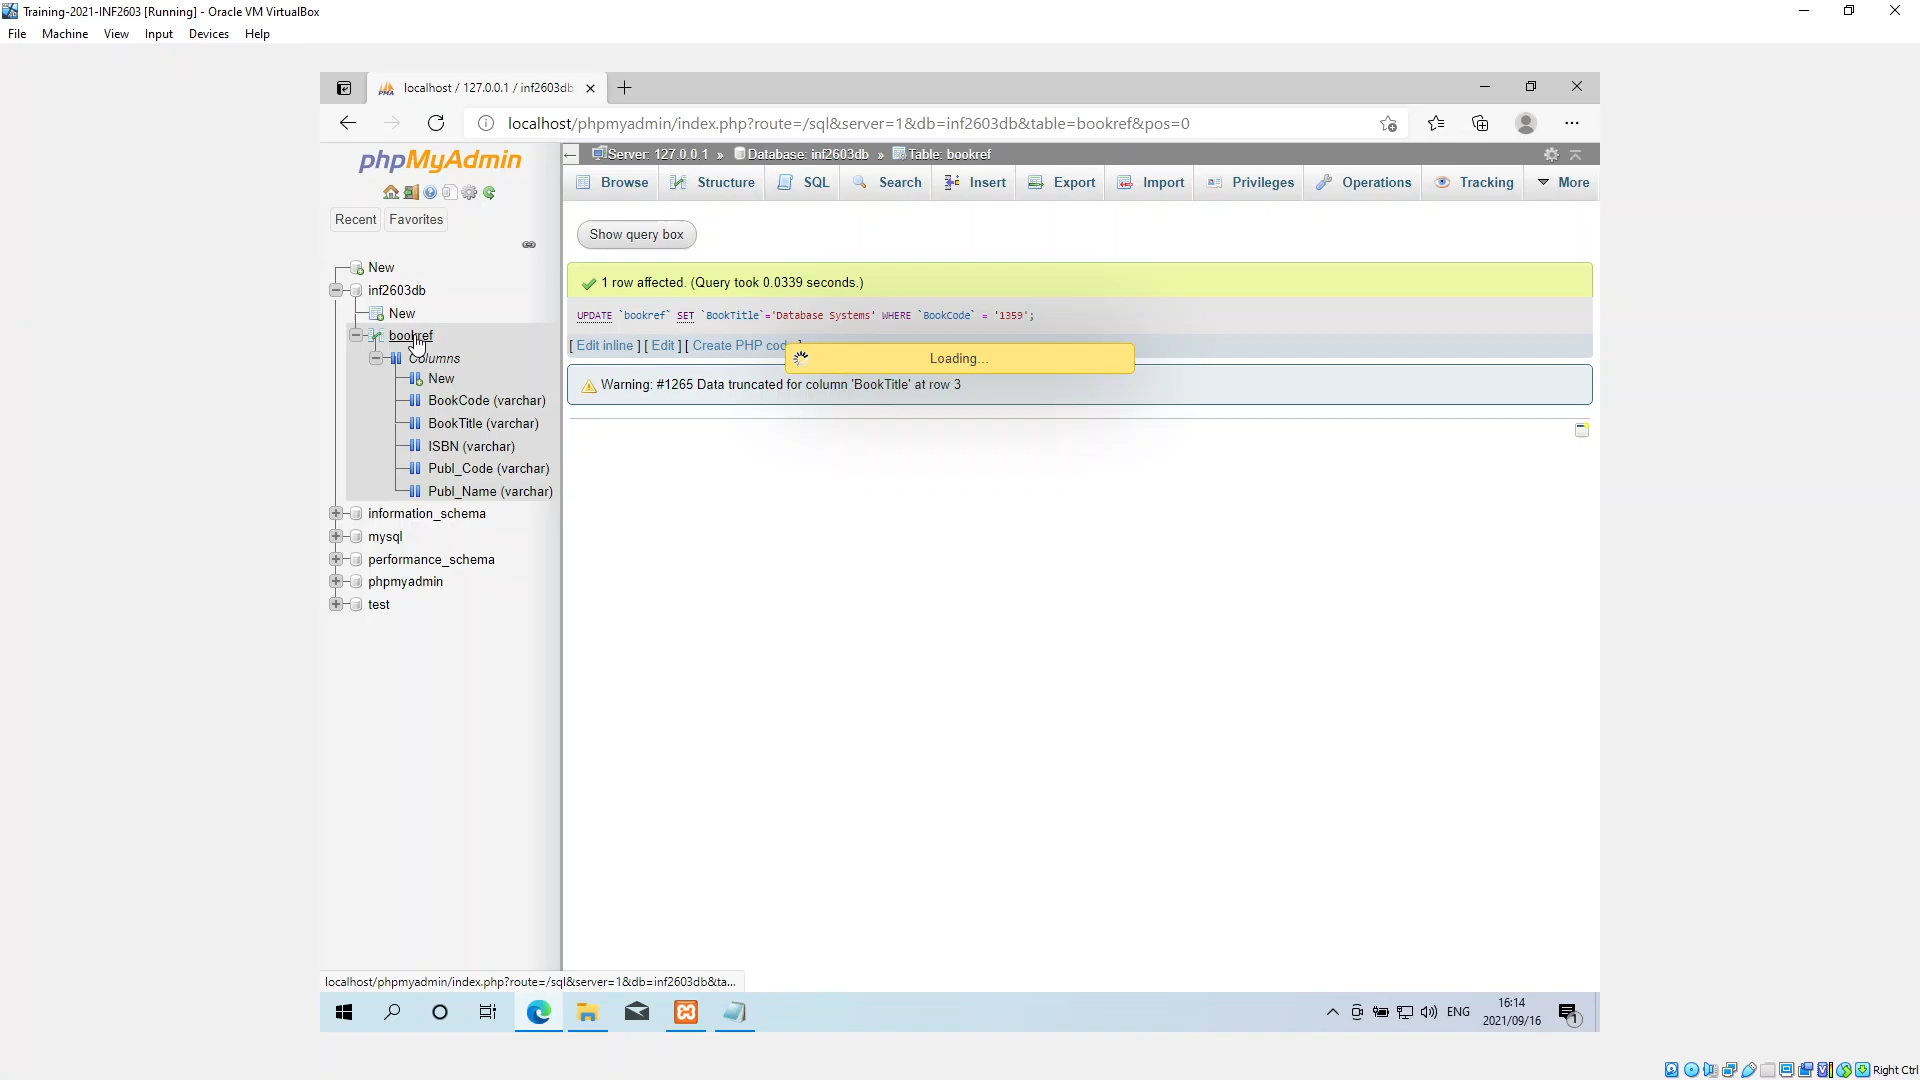 Training-2021-INF2603 [Running] - Oracle VM VirtualBox
File Machine View Input Devices Help
localhost / 127.0.0.1 / inf2603db
localhost/phpmyadmin/index.php?route=/sql&server=1&db=inf2603db&table=bookref&pos=0
phpMyAdmin
Server: 127.0.0.1 » Database: inf2603db » Table: bookref
Browse Structure SQL Search Insert Export Import Privileges Operations Tracking More
Recent Favorites
Show query box
New
inf2603db
New
bookref
Columns
New
BookCode (varchar)
BookTitle (varchar)
ISBN (varchar)
Publ_Code (varchar)
Publ_Name (varchar)
information_schema
mysql
performance_schema
phpmyadmin
test
1 row affected. (Query took 0.0339 seconds.)
UPDATE `bookref` SET `BookTitle`='Database Systems' WHERE `BookCode` = '1359';
[ Edit inline ] [ Edit ] [ Create PHP cod
Loading...
Warning: #1265 Data truncated for column 'BookTitle' at row 3
localhost/phpmyadmin/index.php?route=/sql&server=1&db=inf2603db&ta...
ENG
16:14
2021/09/16
1
Right Ctrl